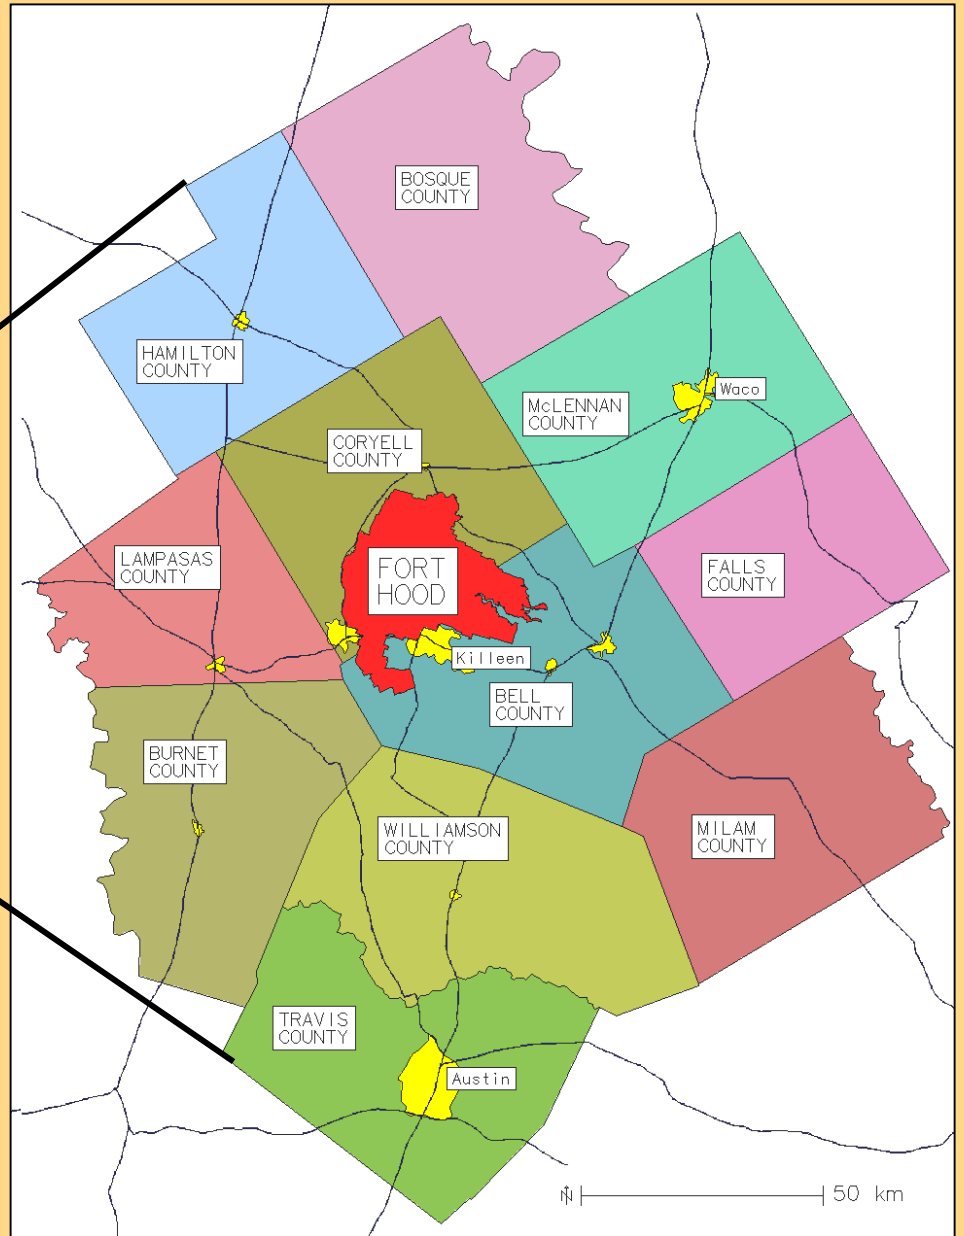 BOSQUE
COUNTY
HAMILTON
COUNTY
Waco
McLENNAN
COUNTY
CORYELL
COUNTY
LAMPASAS
COUNTY
FORT
HOOD
FALLS
COUNTY
Killeen
BELL
COUNTY
BURNET
COUNTY
WILLIAMSON
COUNTY
MILAM
COUNTY
TRAVIS
COUNTY
Austin
N 50 km